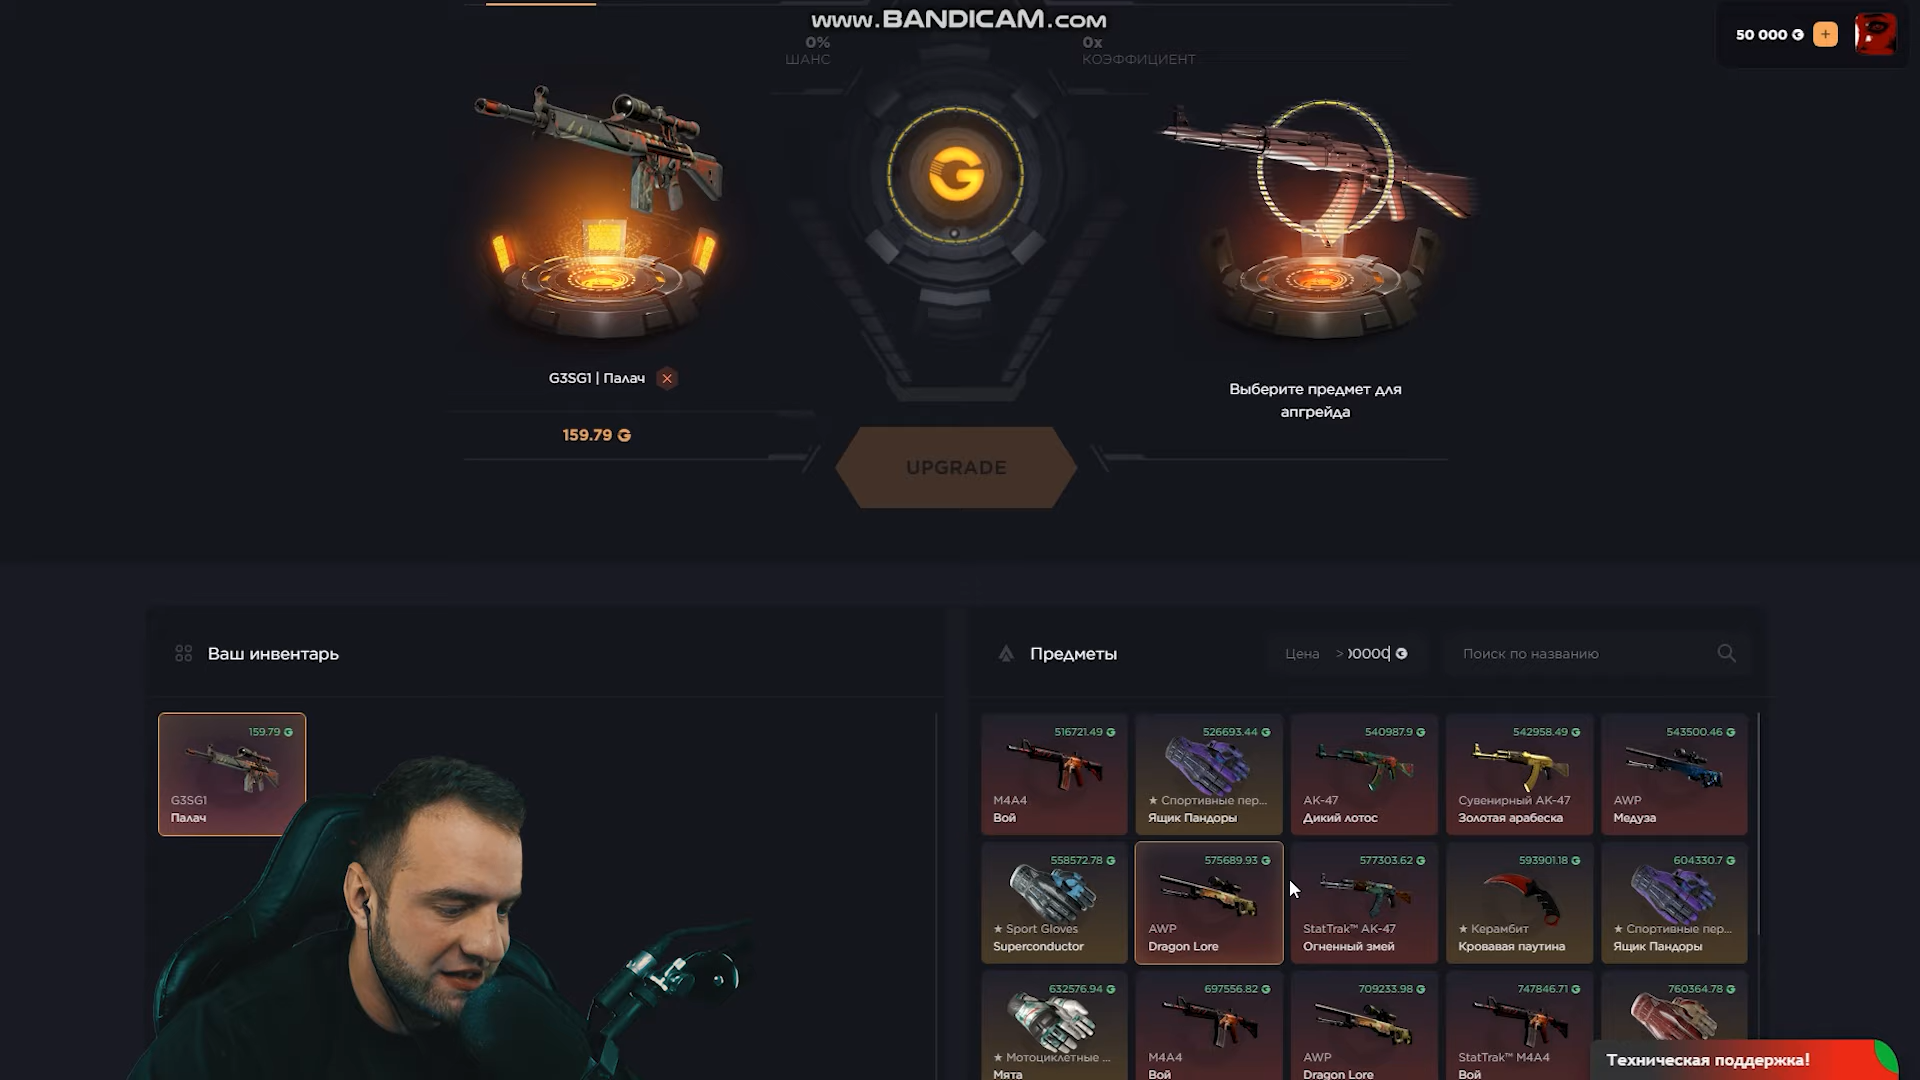 www.BANDICAM.com
50 000
0%
ШАНС
0x
КОЭФФИЦИЕНТ
G3SG1 | Палач
159.79
Выберите предмет для
апгрейда
UPGRADE
Ваш инвентарь
159.79
G3SG1
Палач
Предметы
Цена >
Поиск по названию
516721.49
M4A4
Вой
526693.44
★ Спортивные пер...
Ящик Пандоры
540987.9
AK-47
Дикий лотос
542958.49
Сувенирный AK-47
Золотая арабеска
543500.46
AWP
Медуза
558572.78
★ Sport Gloves
Superconductor
575689.93
AWP
Dragon Lore
577303.62
StatTrak™ AK-47
Огненный змей
593901.18
★ Керамбит
Кровавая паутина
604330.7
★ Спортивные пер...
Ящик Пандоры
632576.94
★ Мотоциклетные ...
Мята
697556.82
M4A4
Вой
709233.98
AWP
Dragon Lore
747846.71
StatTrak™ M4A4
Вой
760364.78
Техническая поддержка!